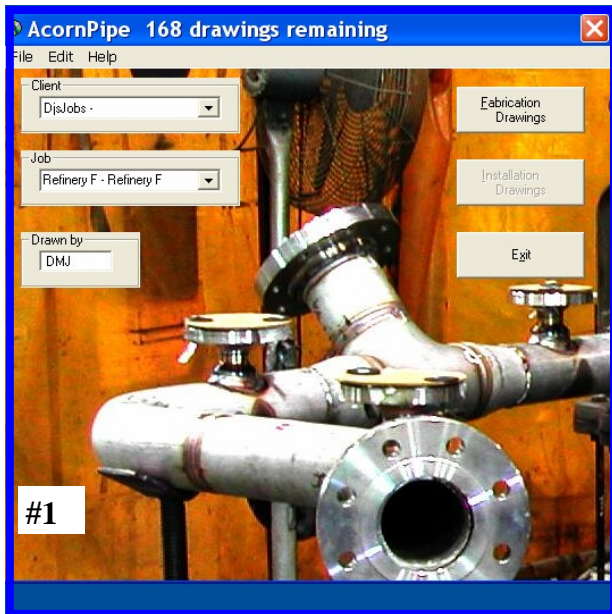 AcornPipe 168 drawings remaining
File Edit Help
Client
DjsJobs -
Job
Refinery F - Refinery F
Drawn by
DMJ
Fabrication
Drawings
Installation
Drawings
Exit
#1